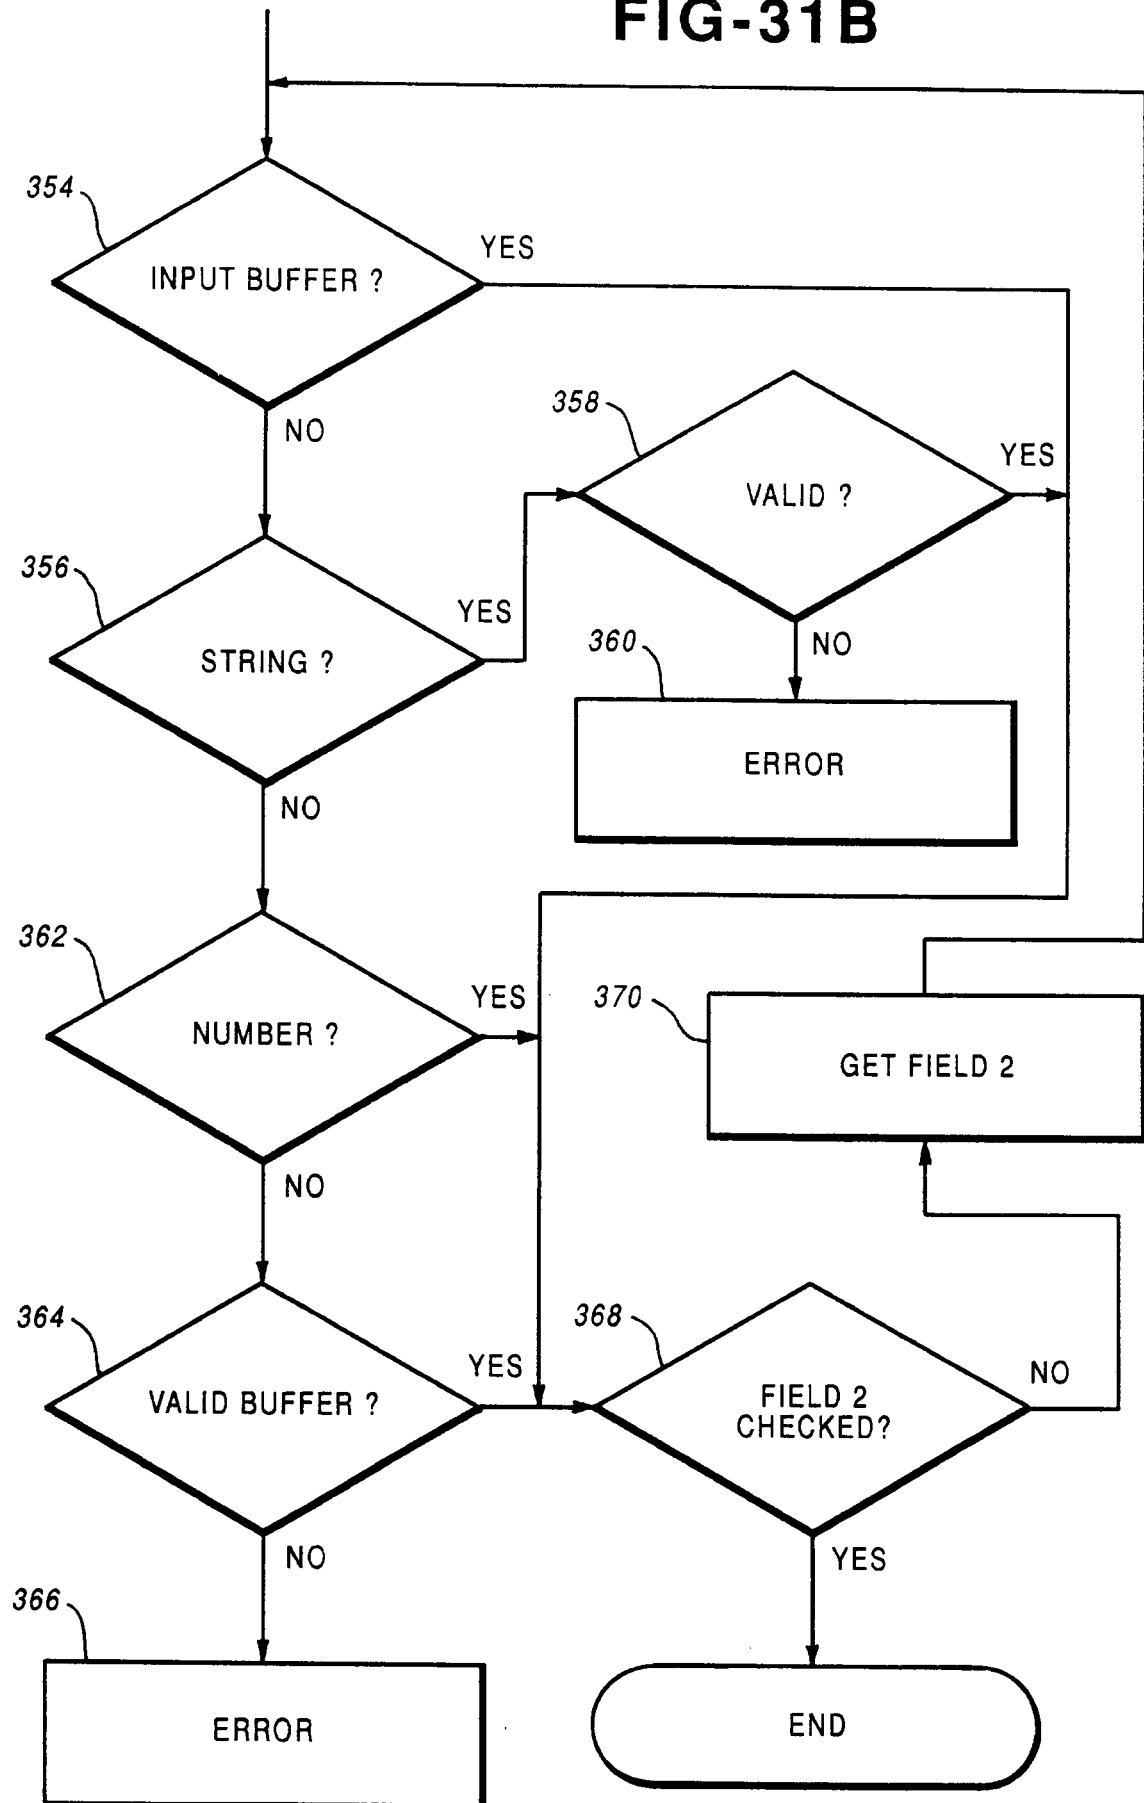 FIG-31B
354
INPUT BUFFER ?
YES
NO
358
VALID ?
YES
NO
356
STRING ?
YES
NO
360
ERROR
362
NUMBER ?
YES
NO
370
GET FIELD 2
364
VALID BUFFER ?
YES
NO
368
FIELD 2
CHECKED?
NO
YES
366
ERROR
END